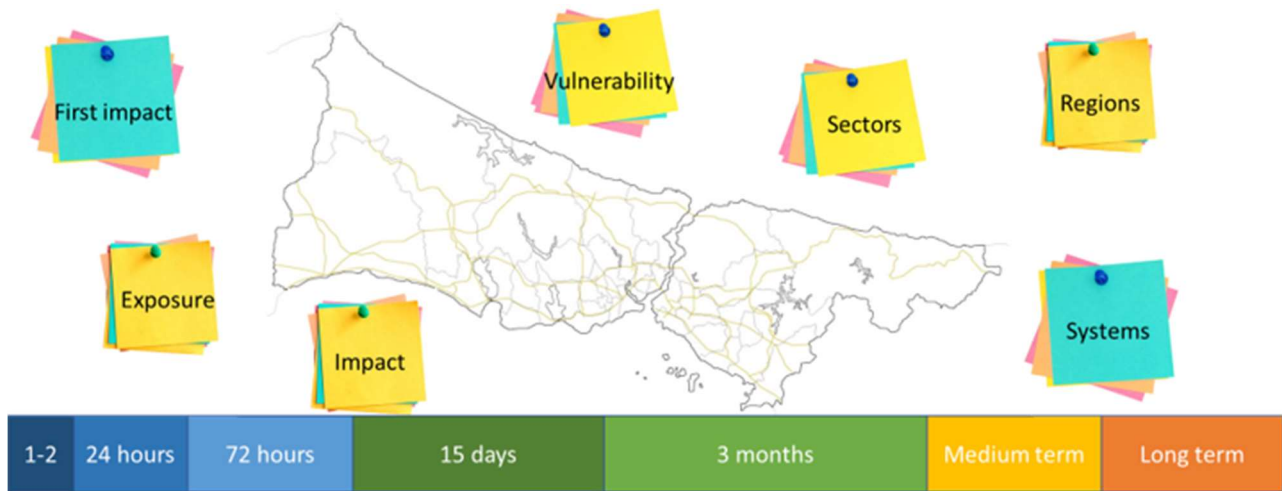 First impact
Vulnerability
Sectors
Regions
Exposure
Impact
Systems
1-2
24 hours
72 hours
15 days
3 months
Medium term
Long term